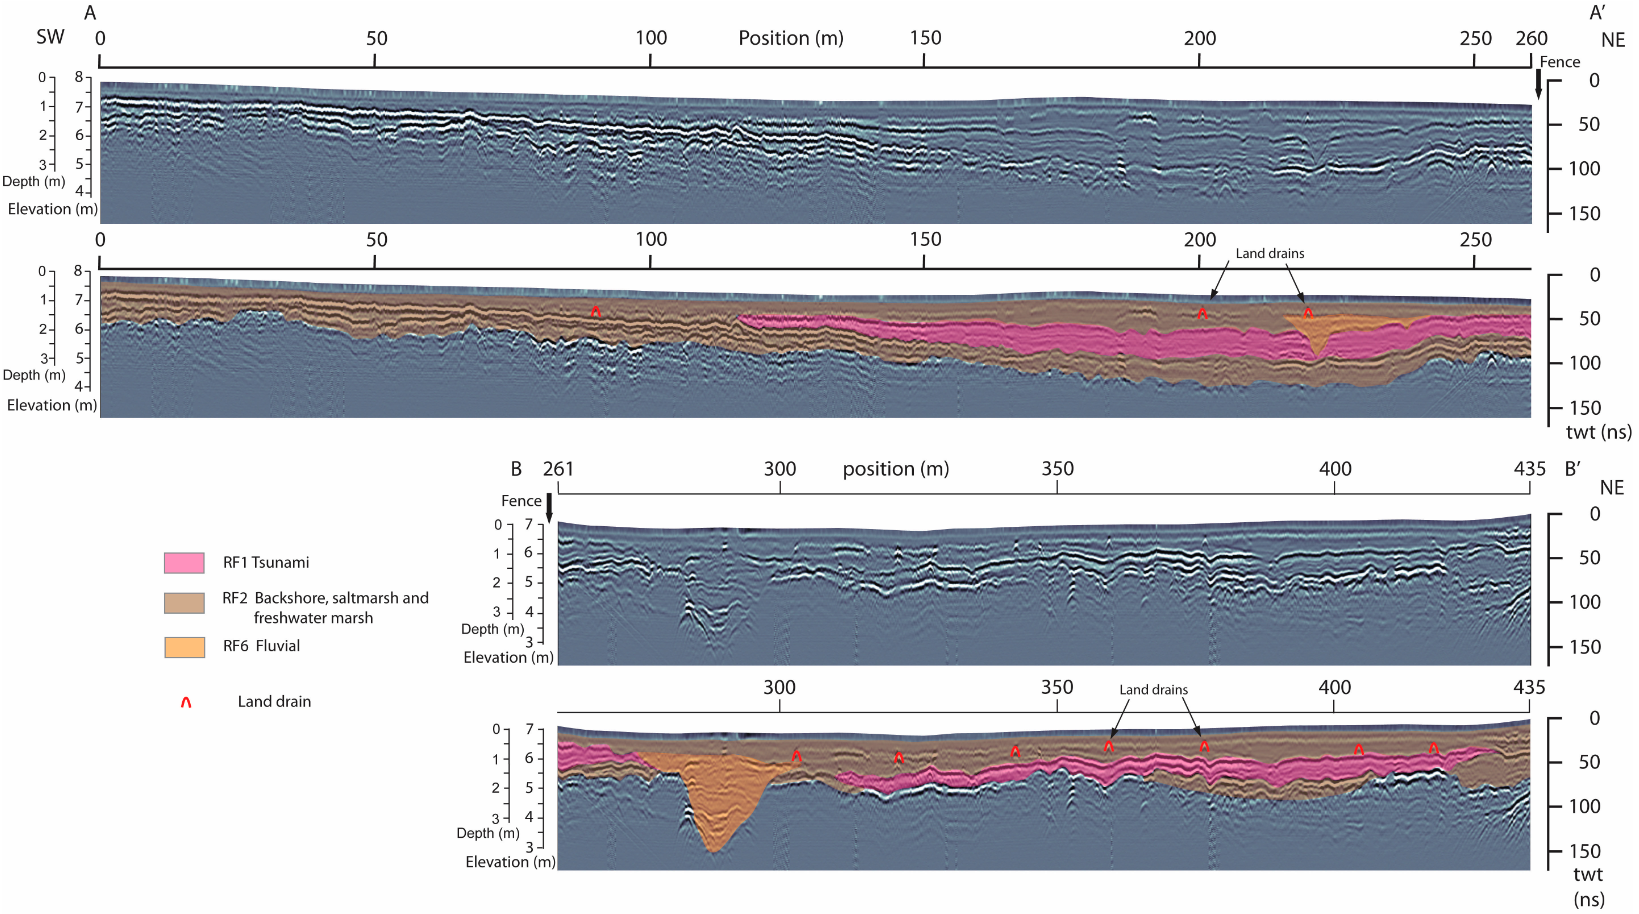 A A’
SW 0 50 100 Position (m) 150 200 250 260 NE
Fence
0 8 0
1 7
50
2 6
3 5
100
Depth (m) 4
Elevation (m) 150
0 50 100 150 200 250
Land drains
0 8 0
1 7
50
2 6
3 5
100
Depth (m) 4
Elevation (m) 150
twt (ns)
B 261 300 position (m) 350 400 435 B’
NE
Fence
0 7 0
1 6 50
2 5
3 4 100
Depth (m)
3 150
Elevation (m)
300 350 Land drains 400 435
0 7 0
1 6 50
2 5
100
3 4
Depth (m)
3 150
Elevation (m)
twt
(ns)
RF1 Tsunami
RF2 Backshore, saltmarsh and
freshwater marsh
RF6 Fluvial
Land drain